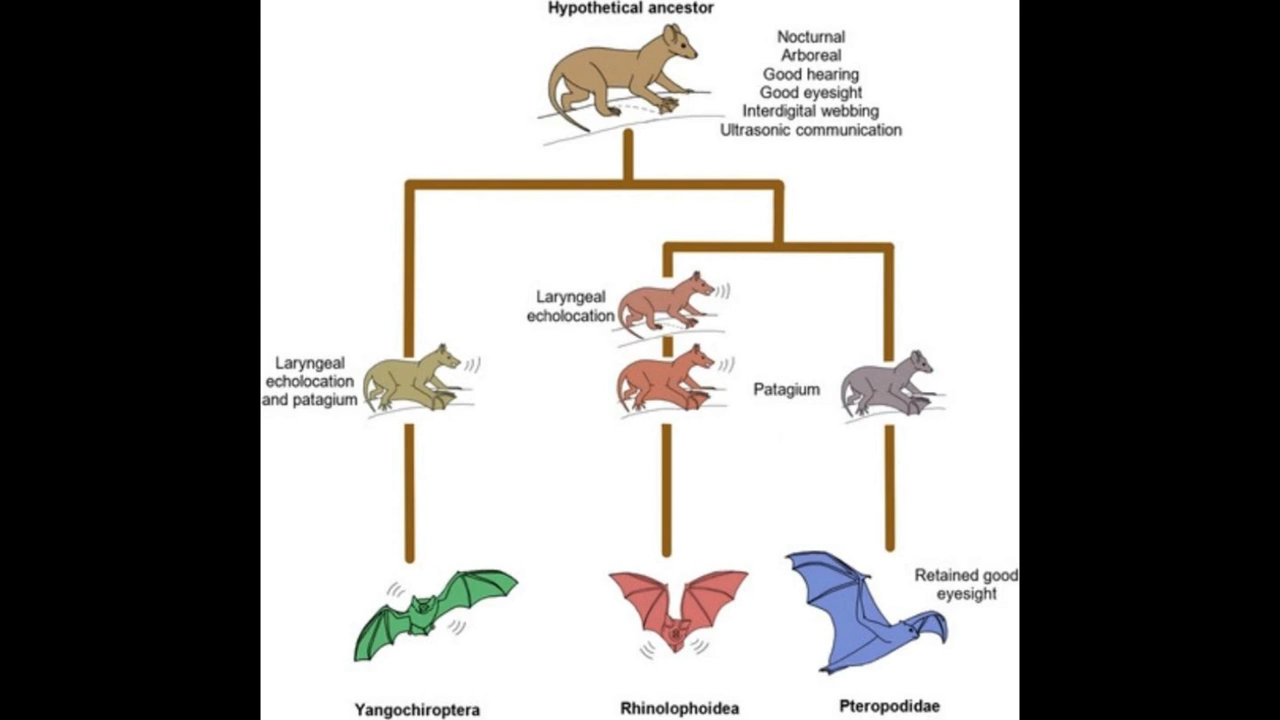 Hypothetical ancestor
Nocturnal
Arboreal
Good hearing
Good eyesight
Interdigital webbing
Ultrasonic communication
Laryngeal
echolocation
Laryngeal
echolocation
and patagium
Patagium
Retained good
eyesight
Yangochiroptera
Rhinolophoidea
Pteropodidae